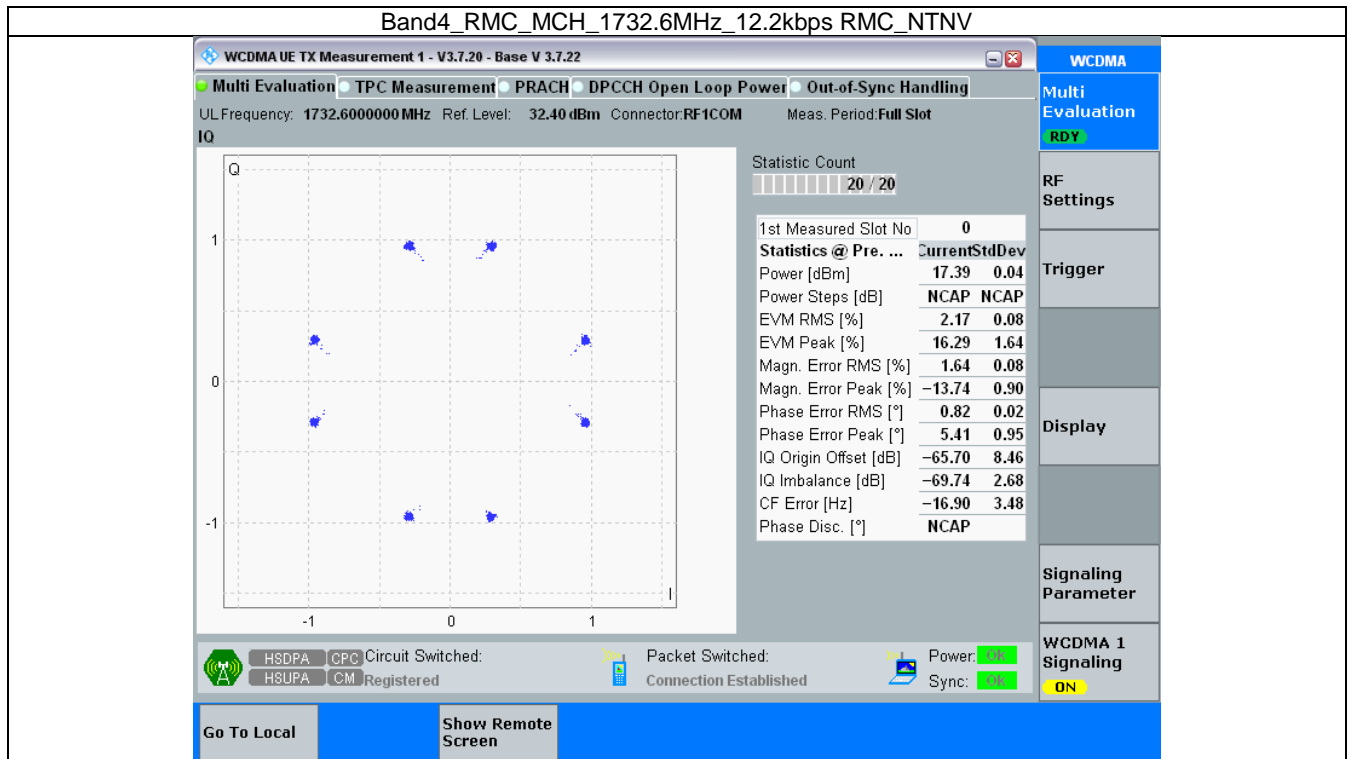 Band4_RMC_MCH_1732.6MHz_12.2kbps RMC_NTNV
WCDMA UE TX Measurement 1 - V3.7.20 - Base V 3.7.22
WCDMA
Multi Evaluation TPC Measurement PRACH DPCCH Open Loop Power Out-of-Sync Handling
Multi
Evaluation
RDY
UL Frequency: 1732.6000000 MHz Ref. Level: 32.40 dBm Connector:RF1COM Meas. Period:Full Slot
IQ
Q
1
0
-1
-1 0 1
I
Statistic Count
20 / 20
1st Measured Slot No 0
Statistics @ Pre. ... CurrentStdDev
Power [dBm] 17.39 0.04
Power Steps [dB] NCAP NCAP
EVM RMS [%] 2.17 0.08
EVM Peak [%] 16.29 1.64
Magn. Error RMS [%] 1.64 0.08
Magn. Error Peak [%] −13.74 0.90
Phase Error RMS [°] 0.82 0.02
Phase Error Peak [°] 5.41 0.95
IQ Origin Offset [dB] −65.70 8.46
IQ Imbalance [dB] −69.74 2.68
CF Error [Hz] −16.90 3.48
Phase Disc. [°] NCAP
RF
Settings
Trigger
Display
Signaling
Parameter
WCDMA 1
Signaling
ON
HSDPA CPC Circuit Switched: Packet Switched: Power: Ok
HSUPA CM Registered Connection Established Sync: Ok
Go To Local
Show Remote
Screen